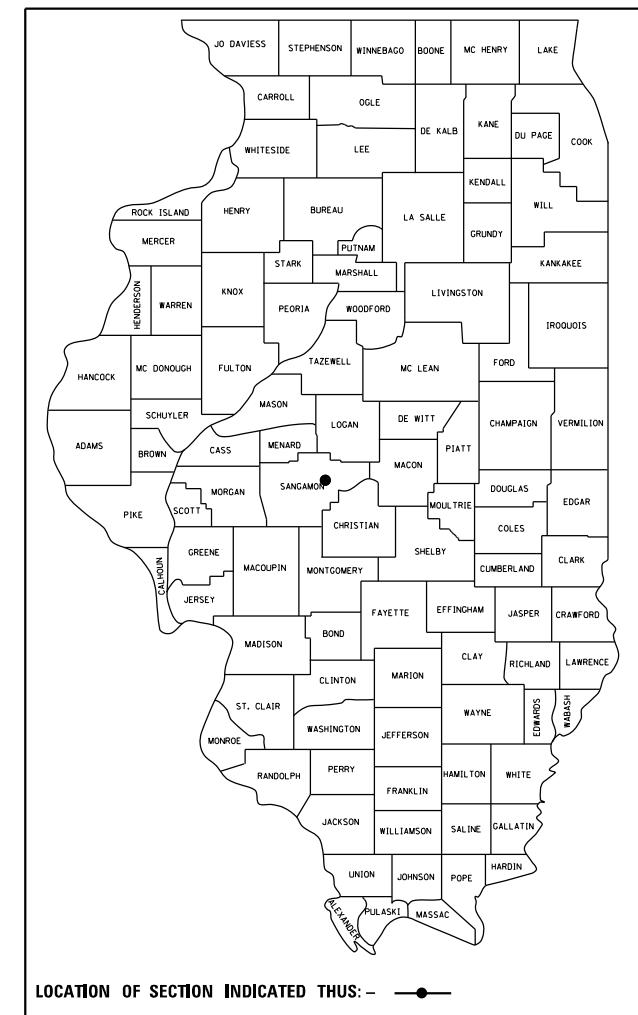 JO DAVIESS
STEPHENSON
WINNEBAGO
BOONE
MC HENRY
LAKE
CARROLL
OGLE
DE KALB
KANE
DU PAGE
COOK
WHITESIDE
LEE
KENDALL
WILL
ROCK ISLAND
HENRY
BUREAU
LA SALLE
GRUNDY
MERCER
PUTNAM
KANKAKEE
STARK
MARSHALL
HENDERSON
WARREN
KNOX
PEORIA
WOODFORD
LIVINGSTON
IROQUOIS
HANCOCK
MC DONOUGH
FULTON
TAZEWELL
MC LEAN
FORD
MASON
SCHUYLER
LOGAN
DE WITT
CHAMPAIGN
VERMILION
ADAMS
BROWN
CASS
MENARD
PIATT
MACON
SANGAMON
MORGAN
DOUGLAS
EDGAR
PIKE
SCOTT
MOULTRIE
CHRISTIAN
COLES
GREENE
MACOUPIN
MONTGOMERY
SHELBY
CUMBERLAND
CLARK
CALHOUN
JERSEY
FAYETTE
EFFINGHAM
JASPER
CRAWFORD
MADISON
BOND
CLAY
RICHLAND
LAWRENCE
CLINTON
MARION
ST. CLAIR
WAYNE
EDWARDS
WABASH
WASHINGTON
JEFFERSON
MONROE
RANDOLPH
PERRY
HAMILTON
WHITE
FRANKLIN
JACKSON
WILLIAMSON
SALINE
GALLATIN
UNION
JOHNSON
POPE
HARDIN
ALEXANDER
PULASKI
MASSAC
LOCATION OF SECTION INDICATED THUS: –